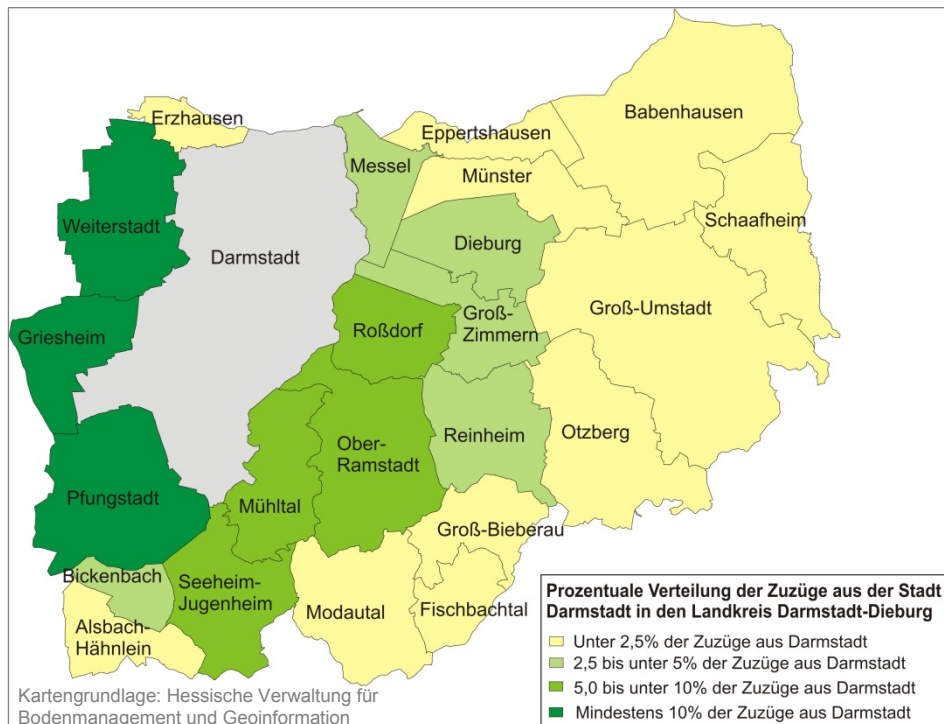 Erzhausen
Babenhausen
Eppertshausen
Messel
Münster
Schaafheim
Weiterstadt
Dieburg
Darmstadt
Groß-Umstadt
Groß-
Zimmern
Roßdorf
Griesheim
Reinheim
Otzberg
Ober-
Ramstadt
Pfungstadt
Mühltal
Groß-Bieberau
Bickenbach
Seeheim-
Jugenheim
Modautal
Fischbachtal
Alsbach-
Hähnlein
Prozentuale Verteilung der Zuzüge aus der Stadt
Darmstadt in den Landkreis Darmstadt-Dieburg
Unter 2,5% der Zuzüge aus Darmstadt
2,5 bis unter 5% der Zuzüge aus Darmstadt
5,0 bis unter 10% der Zuzüge aus Darmstadt
Mindestens 10% der Zuzüge aus Darmstadt
Kartengrundlage: Hessische Verwaltung für
Bodenmanagement und Geoinformation